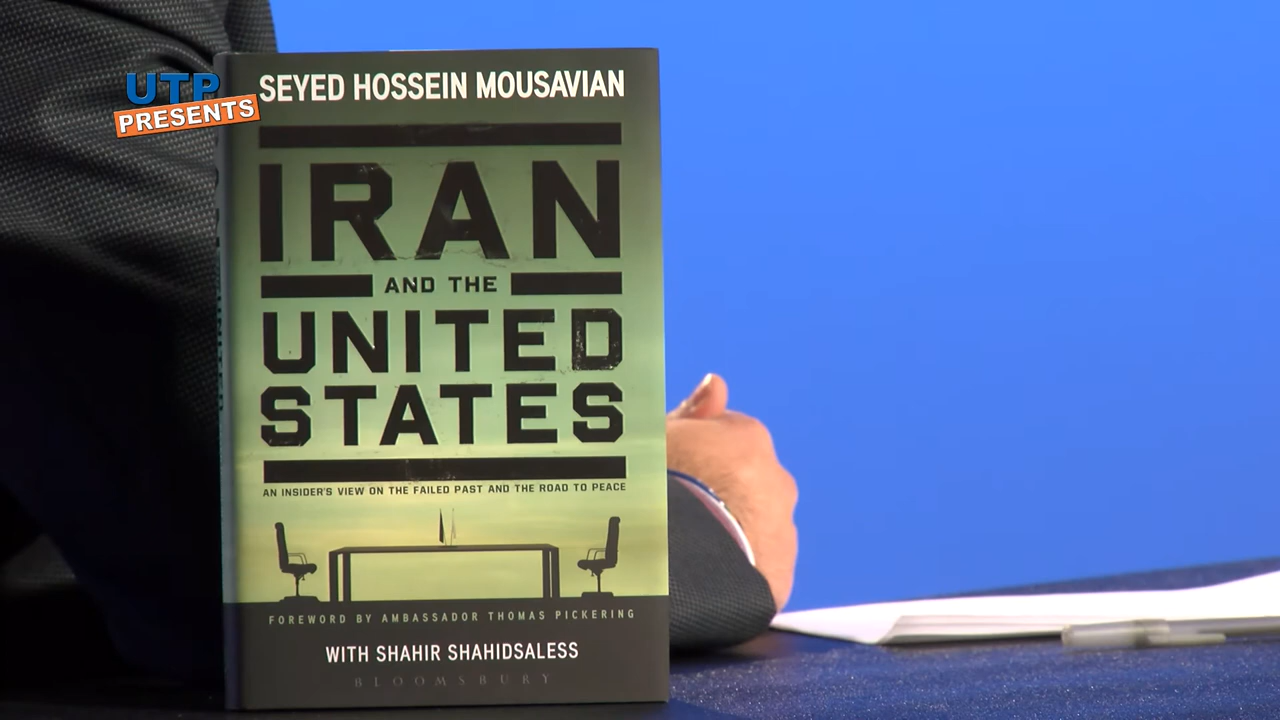 UTP
PRESENTS
SEYED HOSSEIN MOUSAVIAN
IRAN
AND THE
UNITED
STATES
AN INSIDER'S VIEW ON THE FAILED PAST AND THE ROAD TO PEACE
FOREWORD BY AMBASSADOR THOMAS PICKERING
WITH SHAHIR SHAHIDSALESS
BLOOMSBURY